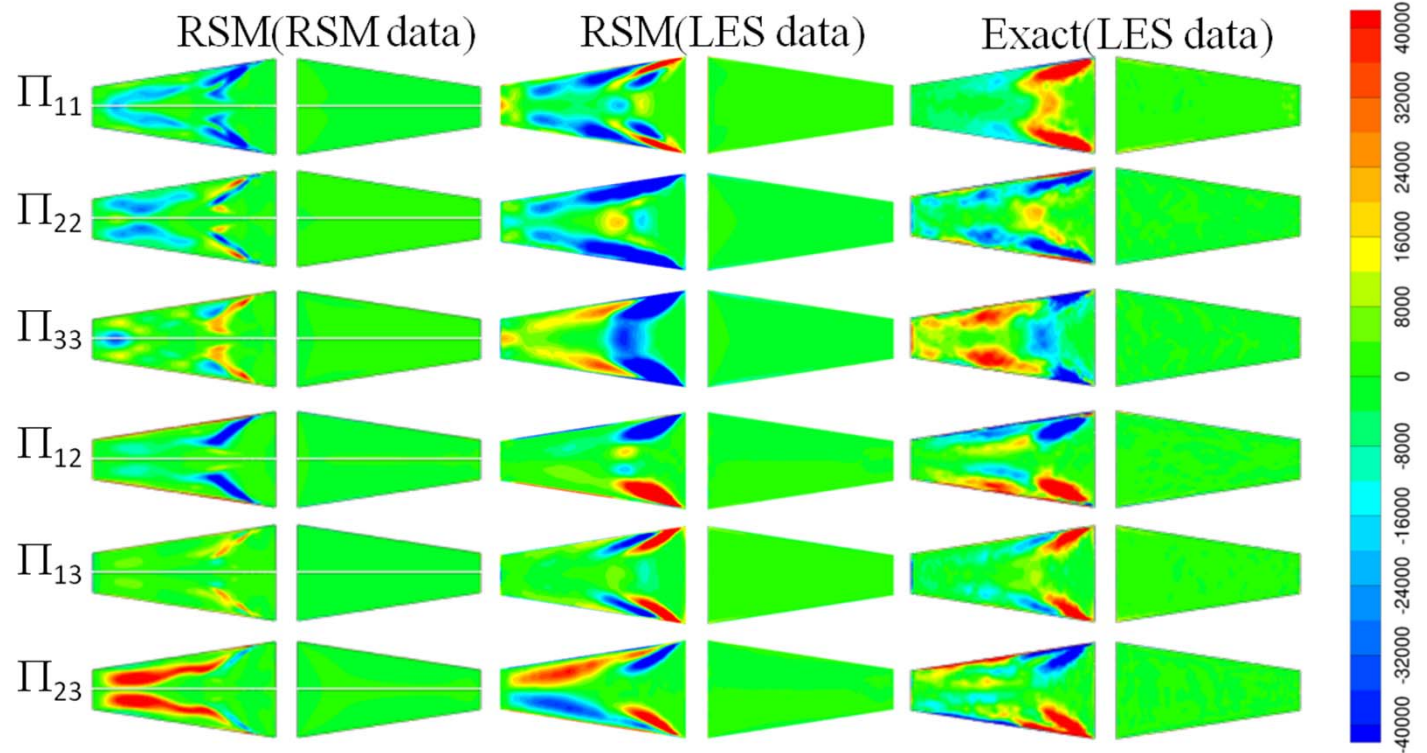 RSM(RSM data) RSM(LES data) Exact(LES data)
Π11
Π22
Π33
Π12
Π13
Π23
40000
32000
24000
16000
8000
0
-8000
-16000
-24000
-32000
-40000